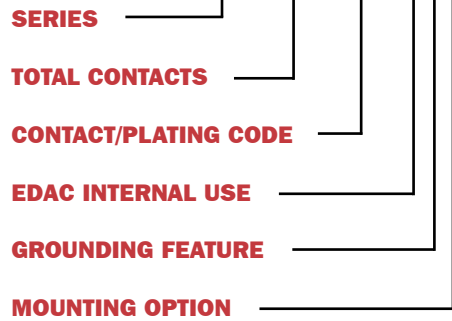 SERIES
TOTAL CONTACTS
CONTACT/PLATING CODE
EDAC INTERNAL USE
GROUNDING FEATURE
MOUNTING OPTION